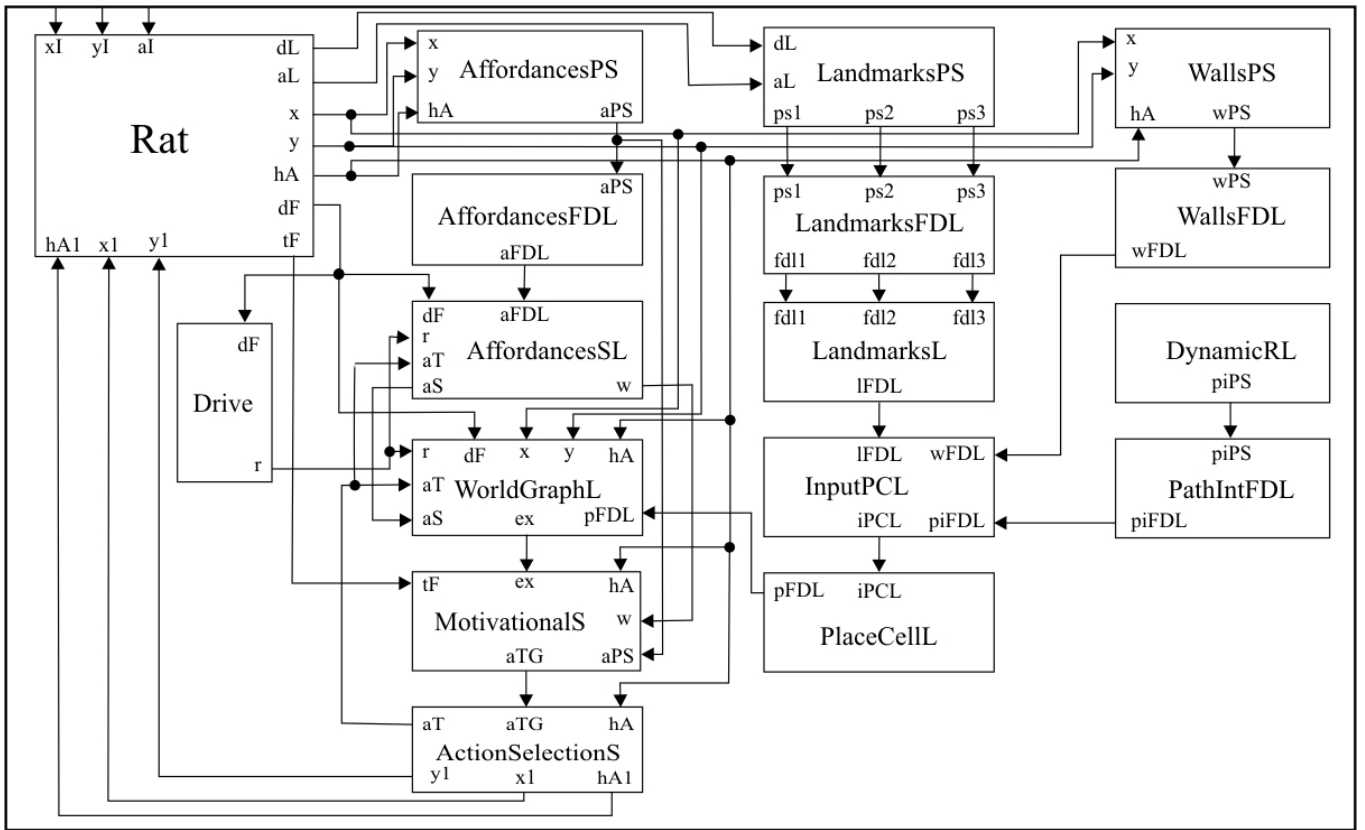 xI yI aI
Rat
dL
aL
x
y
hA
dF
tF
hA1 x1 y1
x
y
hA
AffordancesPS
aPS
dL
aL
LandmarksPS
ps1 ps2 ps3
x
y
hA
WallsPS
wPS
aPS
AffordancesFDL
aFDL
ps1 ps2 ps3
LandmarksFDL
fdl1 fdl2 fdl3
wPS
WallsFDL
wFDL
dF
Drive
r
dF aFDL
r
aT
aS
AffordancesSL
w
fdl1 fdl2 fdl3
LandmarksL
lFDL
DynamicRL
piPS
r dF x y hA
aT WorldGraphL
aS ex pFDL
lFDL wFDL
InputPCL
iPCL piFDL
piPS
PathIntFDL
piFDL
tF ex hA
MotivationalS w
aTG aPS
pFDL iPCL
PlaceCellL
aT aTG hA
ActionSelectionS
y1 x1 hA1